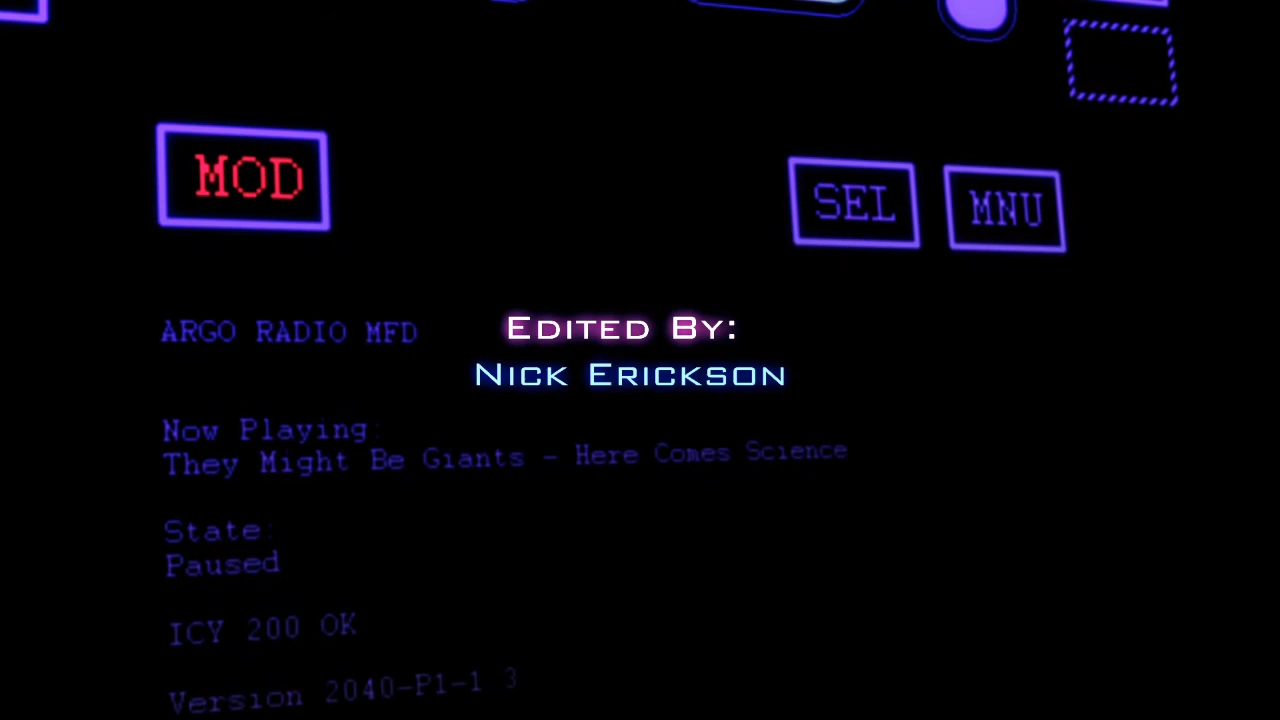 MOD
SEL
MNU
ARGO RADIO MFD
Edited By:
Nick Erickson
Now Playing:
They Might Be Giants - Here Comes Science
State:
Paused
ICY 200 OK
Version 2040-P1-1 3